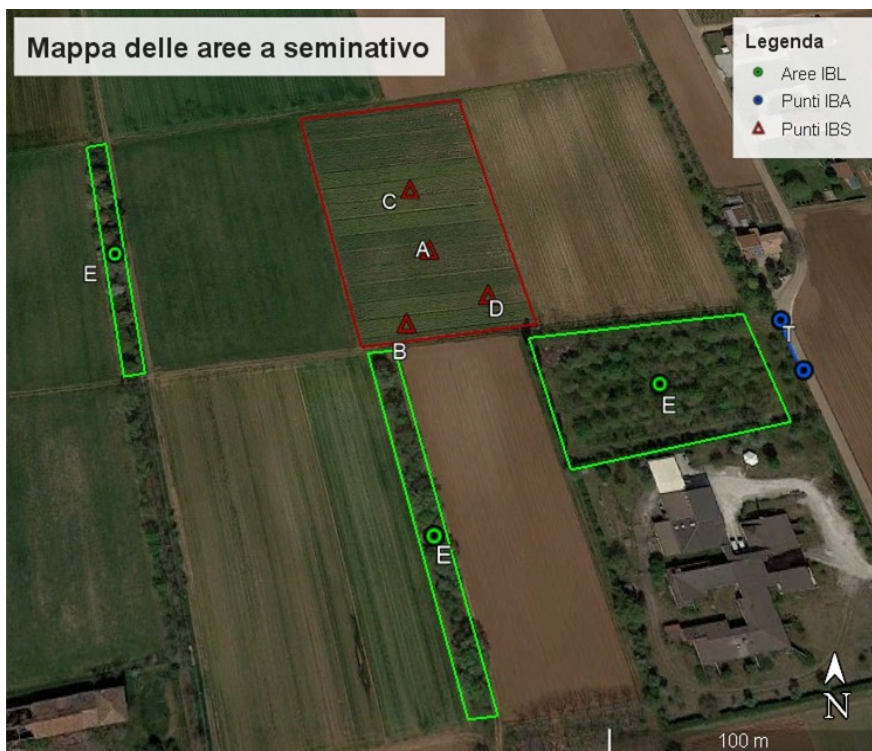 Mappa delle aree a seminativo
Legenda
Aree IBL
Punti IBA
Punti IBS
C
A
E
D
T
B
E
E
N
100 m